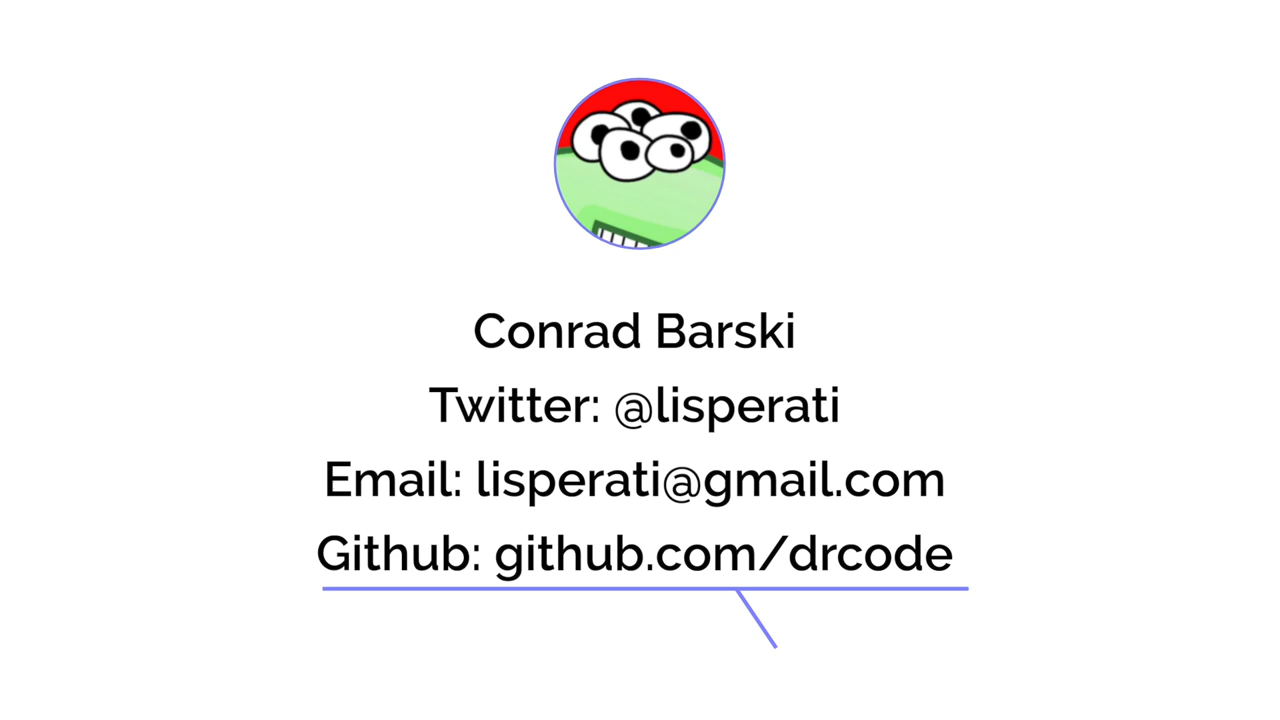 Conrad Barski
Twitter: @lisperati
Email: lisperati@gmail.com
Github: github.com/drcode